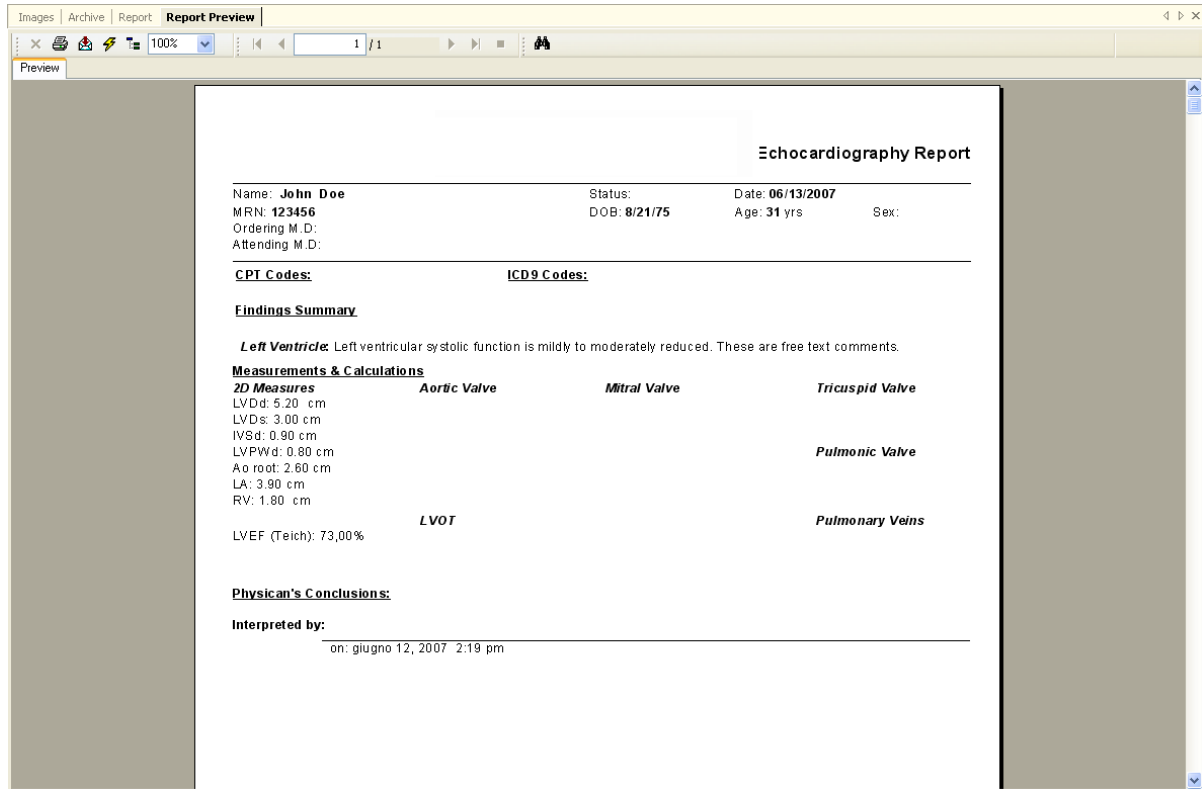 Images | Archive | Report Report Preview
100% 1 / 1
Preview
Echocardiography Report
Name: John Doe Status: Date: 06/13/2007
MRN: 123456 DOB: 8/21/75 Age: 31 yrs Sex:
Ordering M.D:
Attending M.D:
CPT Codes: ICD9 Codes:
Findings Summary
Left Ventricle: Left ventricular systolic function is mildly to moderately reduced. These are free text comments.
Measurements & Calculations
2D Measures Aortic Valve Mitral Valve Tricuspid Valve
LVDd: 5.20 cm
LVDs: 3.00 cm
IVSd: 0.90 cm
LVPWd: 0.80 cm Pulmonic Valve
Ao root: 2.60 cm
LA: 3.90 cm
RV: 1.80 cm
LVOT Pulmonary Veins
LVEF (Teich): 73,00%
Physican's Conclusions:
Interpreted by:
on: giugno 12, 2007 2:19 pm